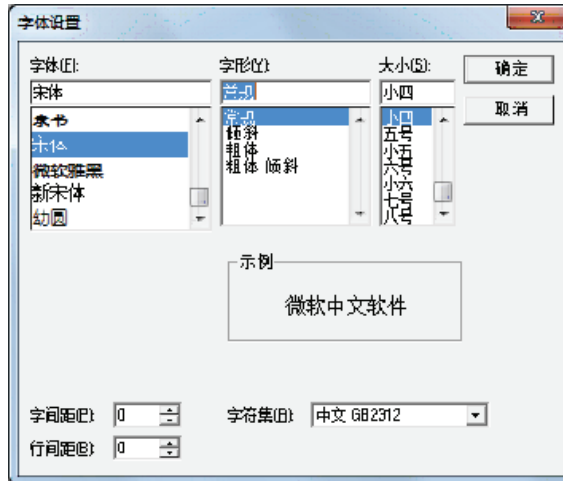 字体设置
字体(F): 字形(Y): 大小(S): 确定
宋体 常规 小四
取消
隶书 常规 小四
宋体 倾斜 五号
微软雅黑 粗体 小五
新宋体 粗体 倾斜 六号
幼圆 小六
七号
八号
示例
微软中文软件
字间距(P): 0 字符集(R): 中文 GB2312
行间距(B): 0